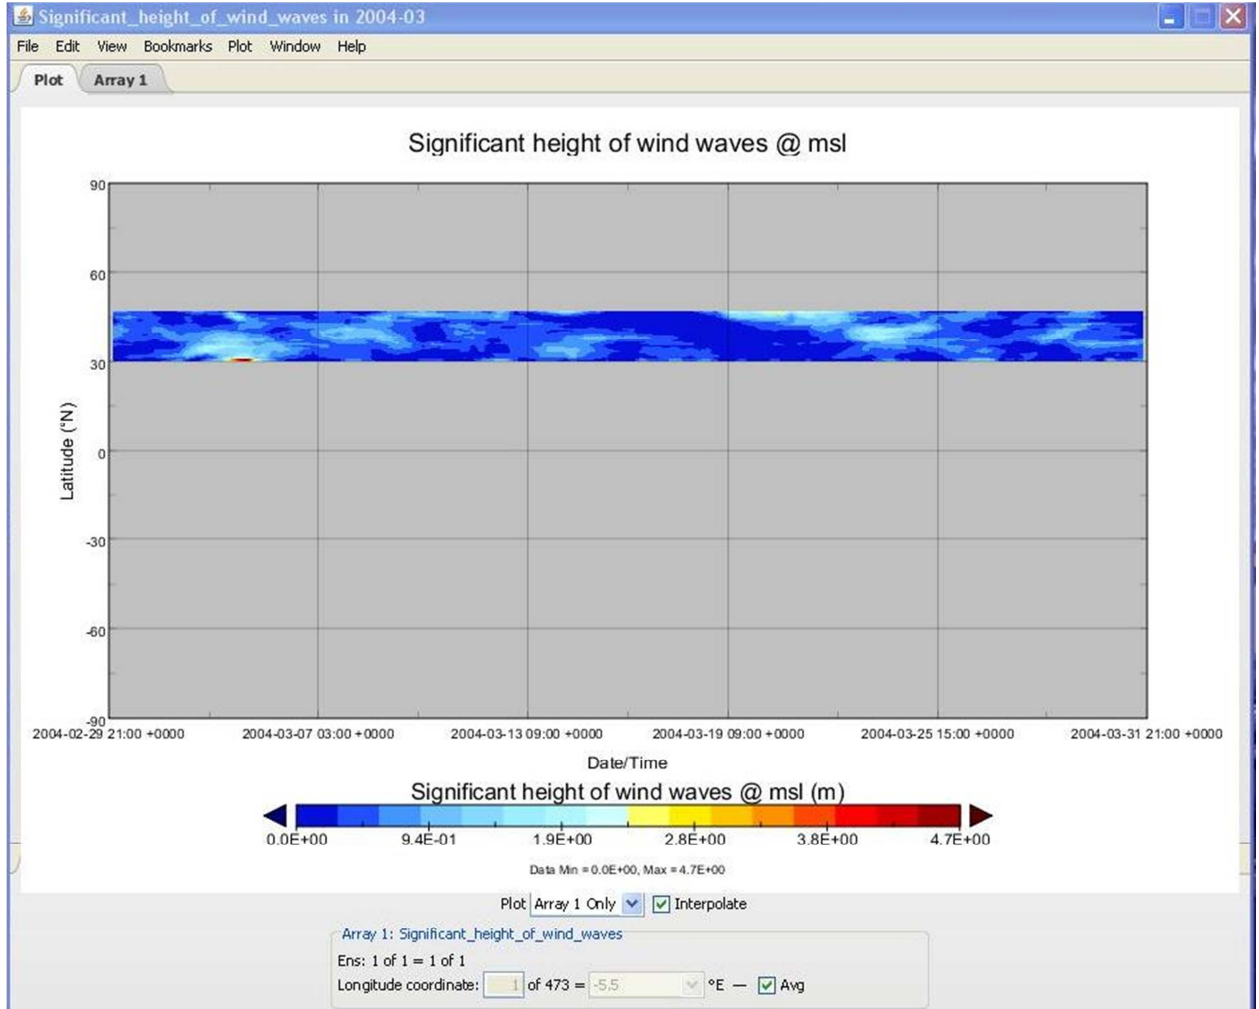 Significant_height_of_wind_waves in 2004-03
File Edit View Bookmarks Plot Window Help
Plot Array 1
Significant height of wind waves @ msl
90
60
30
0
-30
-60
-90
Latitude (°N)
2004-02-29 21:00 +0000 2004-03-07 03:00 +0000 2004-03-13 09:00 +0000 2004-03-19 09:00 +0000 2004-03-25 15:00 +0000 2004-03-31 21:00 +0000
Date/Time
Significant height of wind waves @ msl (m)
0.0E+00 9.4E-01 1.9E+00 2.8E+00 3.8E+00 4.7E+00
Data Min = 0.0E+00, Max = 4.7E+00
Plot Array 1 Only Interpolate
Array 1: Significant_height_of_wind_waves
Ens: 1 of 1 = 1 of 1
Longitude coordinate: 1 of 473 = -5.5 °E — Avg